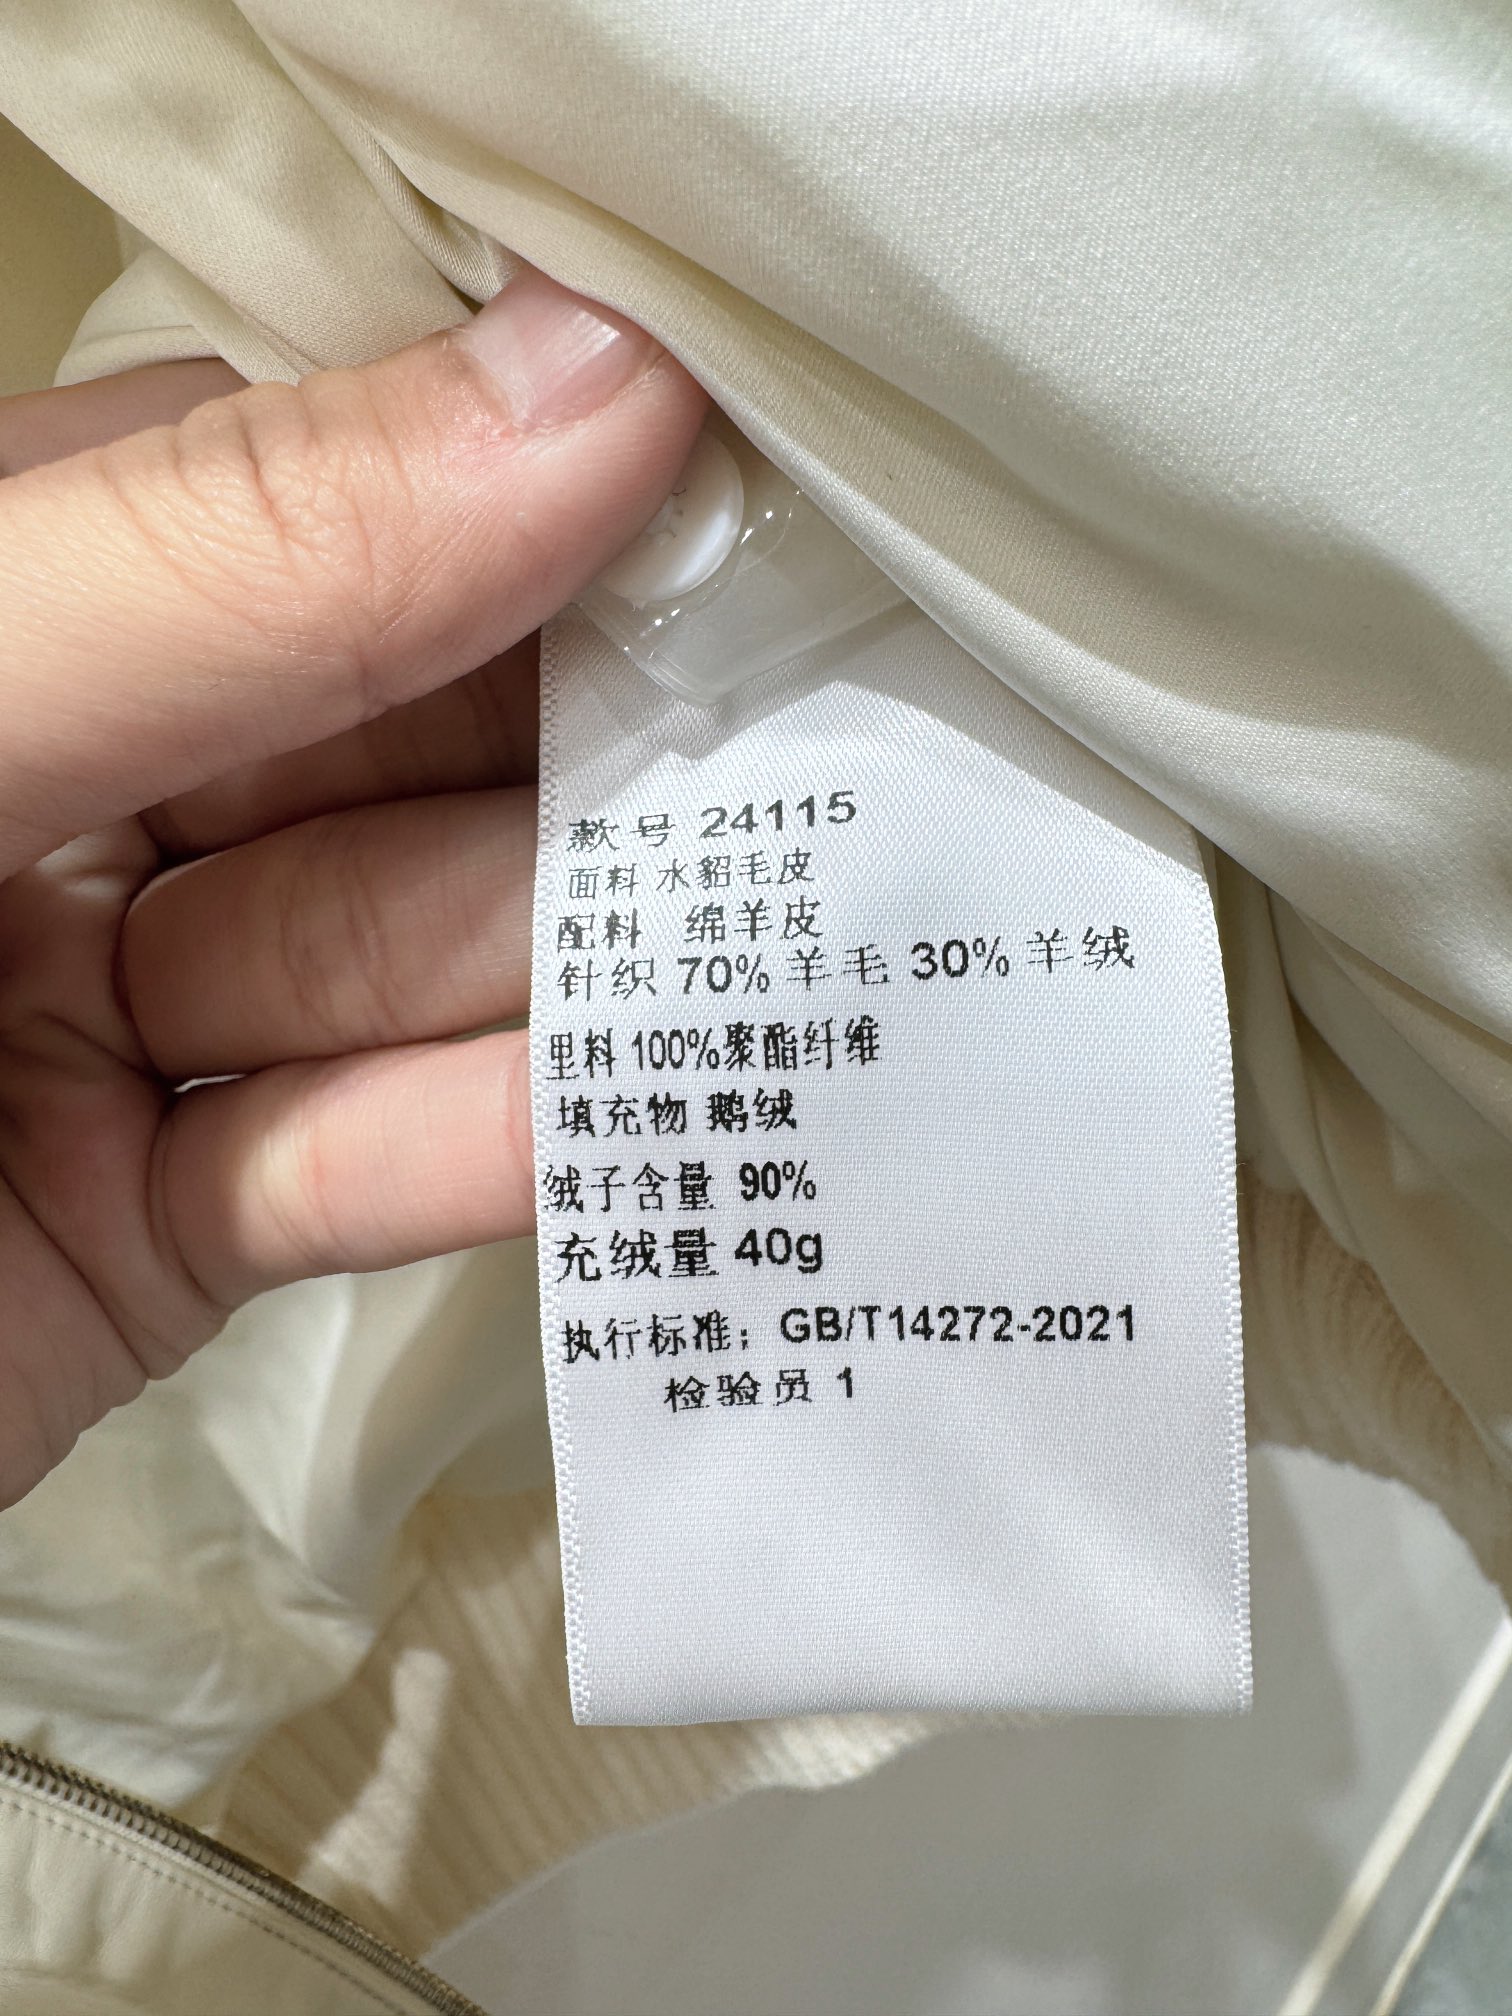 款号 24115
面料 水貂毛皮
配料 绵羊皮
针织 70% 羊毛 30% 羊绒
里料 100%聚酯纤维
填充物 鹅绒
绒子含量 90%
充绒量 40g
执行标准：GB/T14272-2021
检验员 1